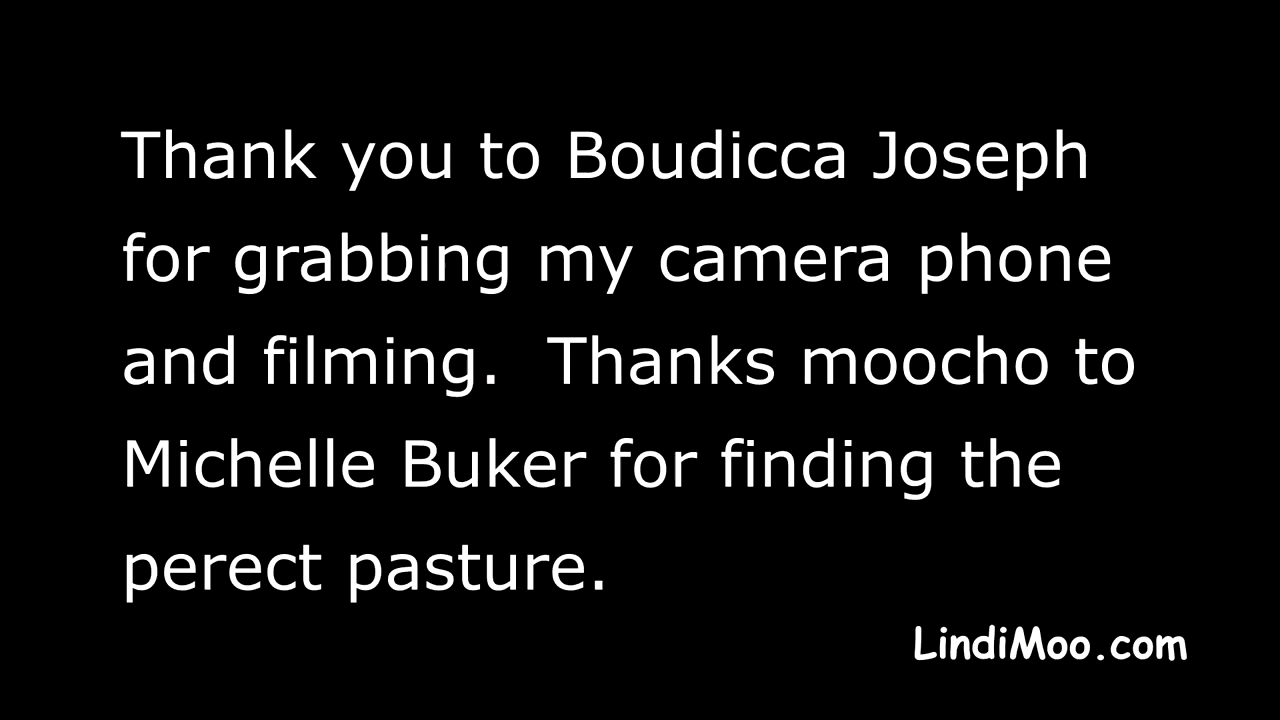 Thank you to Boudicca Joseph
for grabbing my camera phone
and filming.  Thanks moocho to
Michelle Buker for finding the
perect pasture.
LindiMoo.com